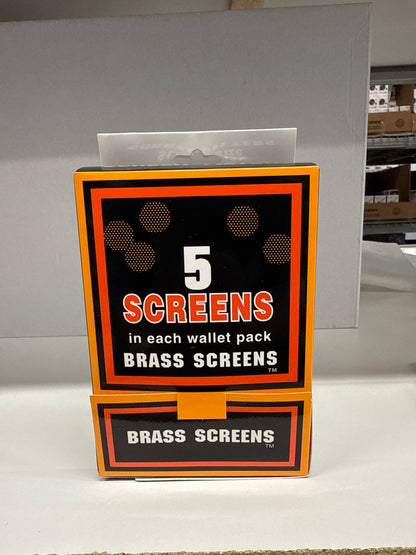 5
SCREENS
in each wallet pack
BRASS SCREENS
TM
BRASS SCREENS
TM